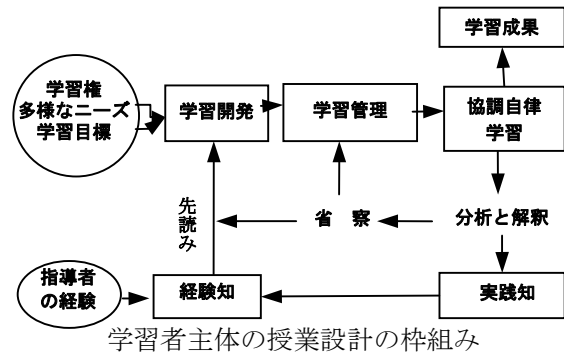 学習成果
学習権
多様なニーズ
学習目標
学習開発
学習管理
協調自律
学習
先読み
省　察
分析と解釈
指導者
の経験
経験知
実践知
学習者主体の授業設計の枠組み